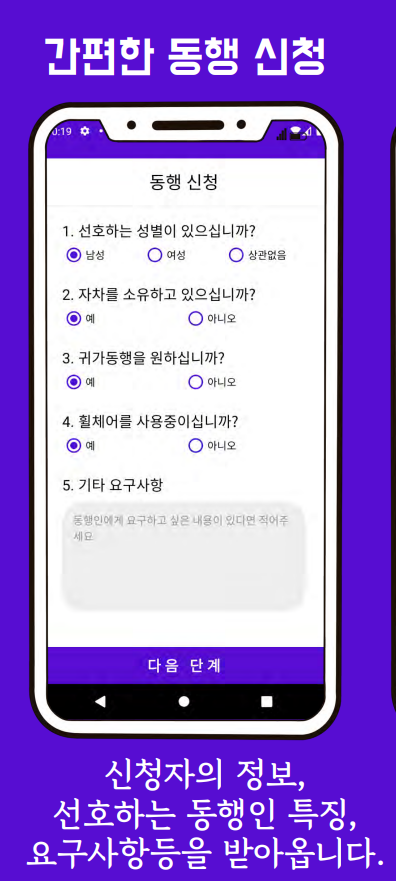 간편한 동행 신청
동행 신청
1. 선호하는 성별이 있으십니까?
남성 여성 상관없음
2. 자차를 소유하고 있으십니까?
예 아니오
3. 귀가동행을 원하십니까?
예 아니오
4. 휠체어를 사용중이십니까?
예 아니오
5. 기타 요구사항
동행인에게 요구하고 싶은 내용이 있다면 적어주
세요
다음 단계
신청자의 정보,
선호하는 동행인 특징,
요구사항등을 받아옵니다.